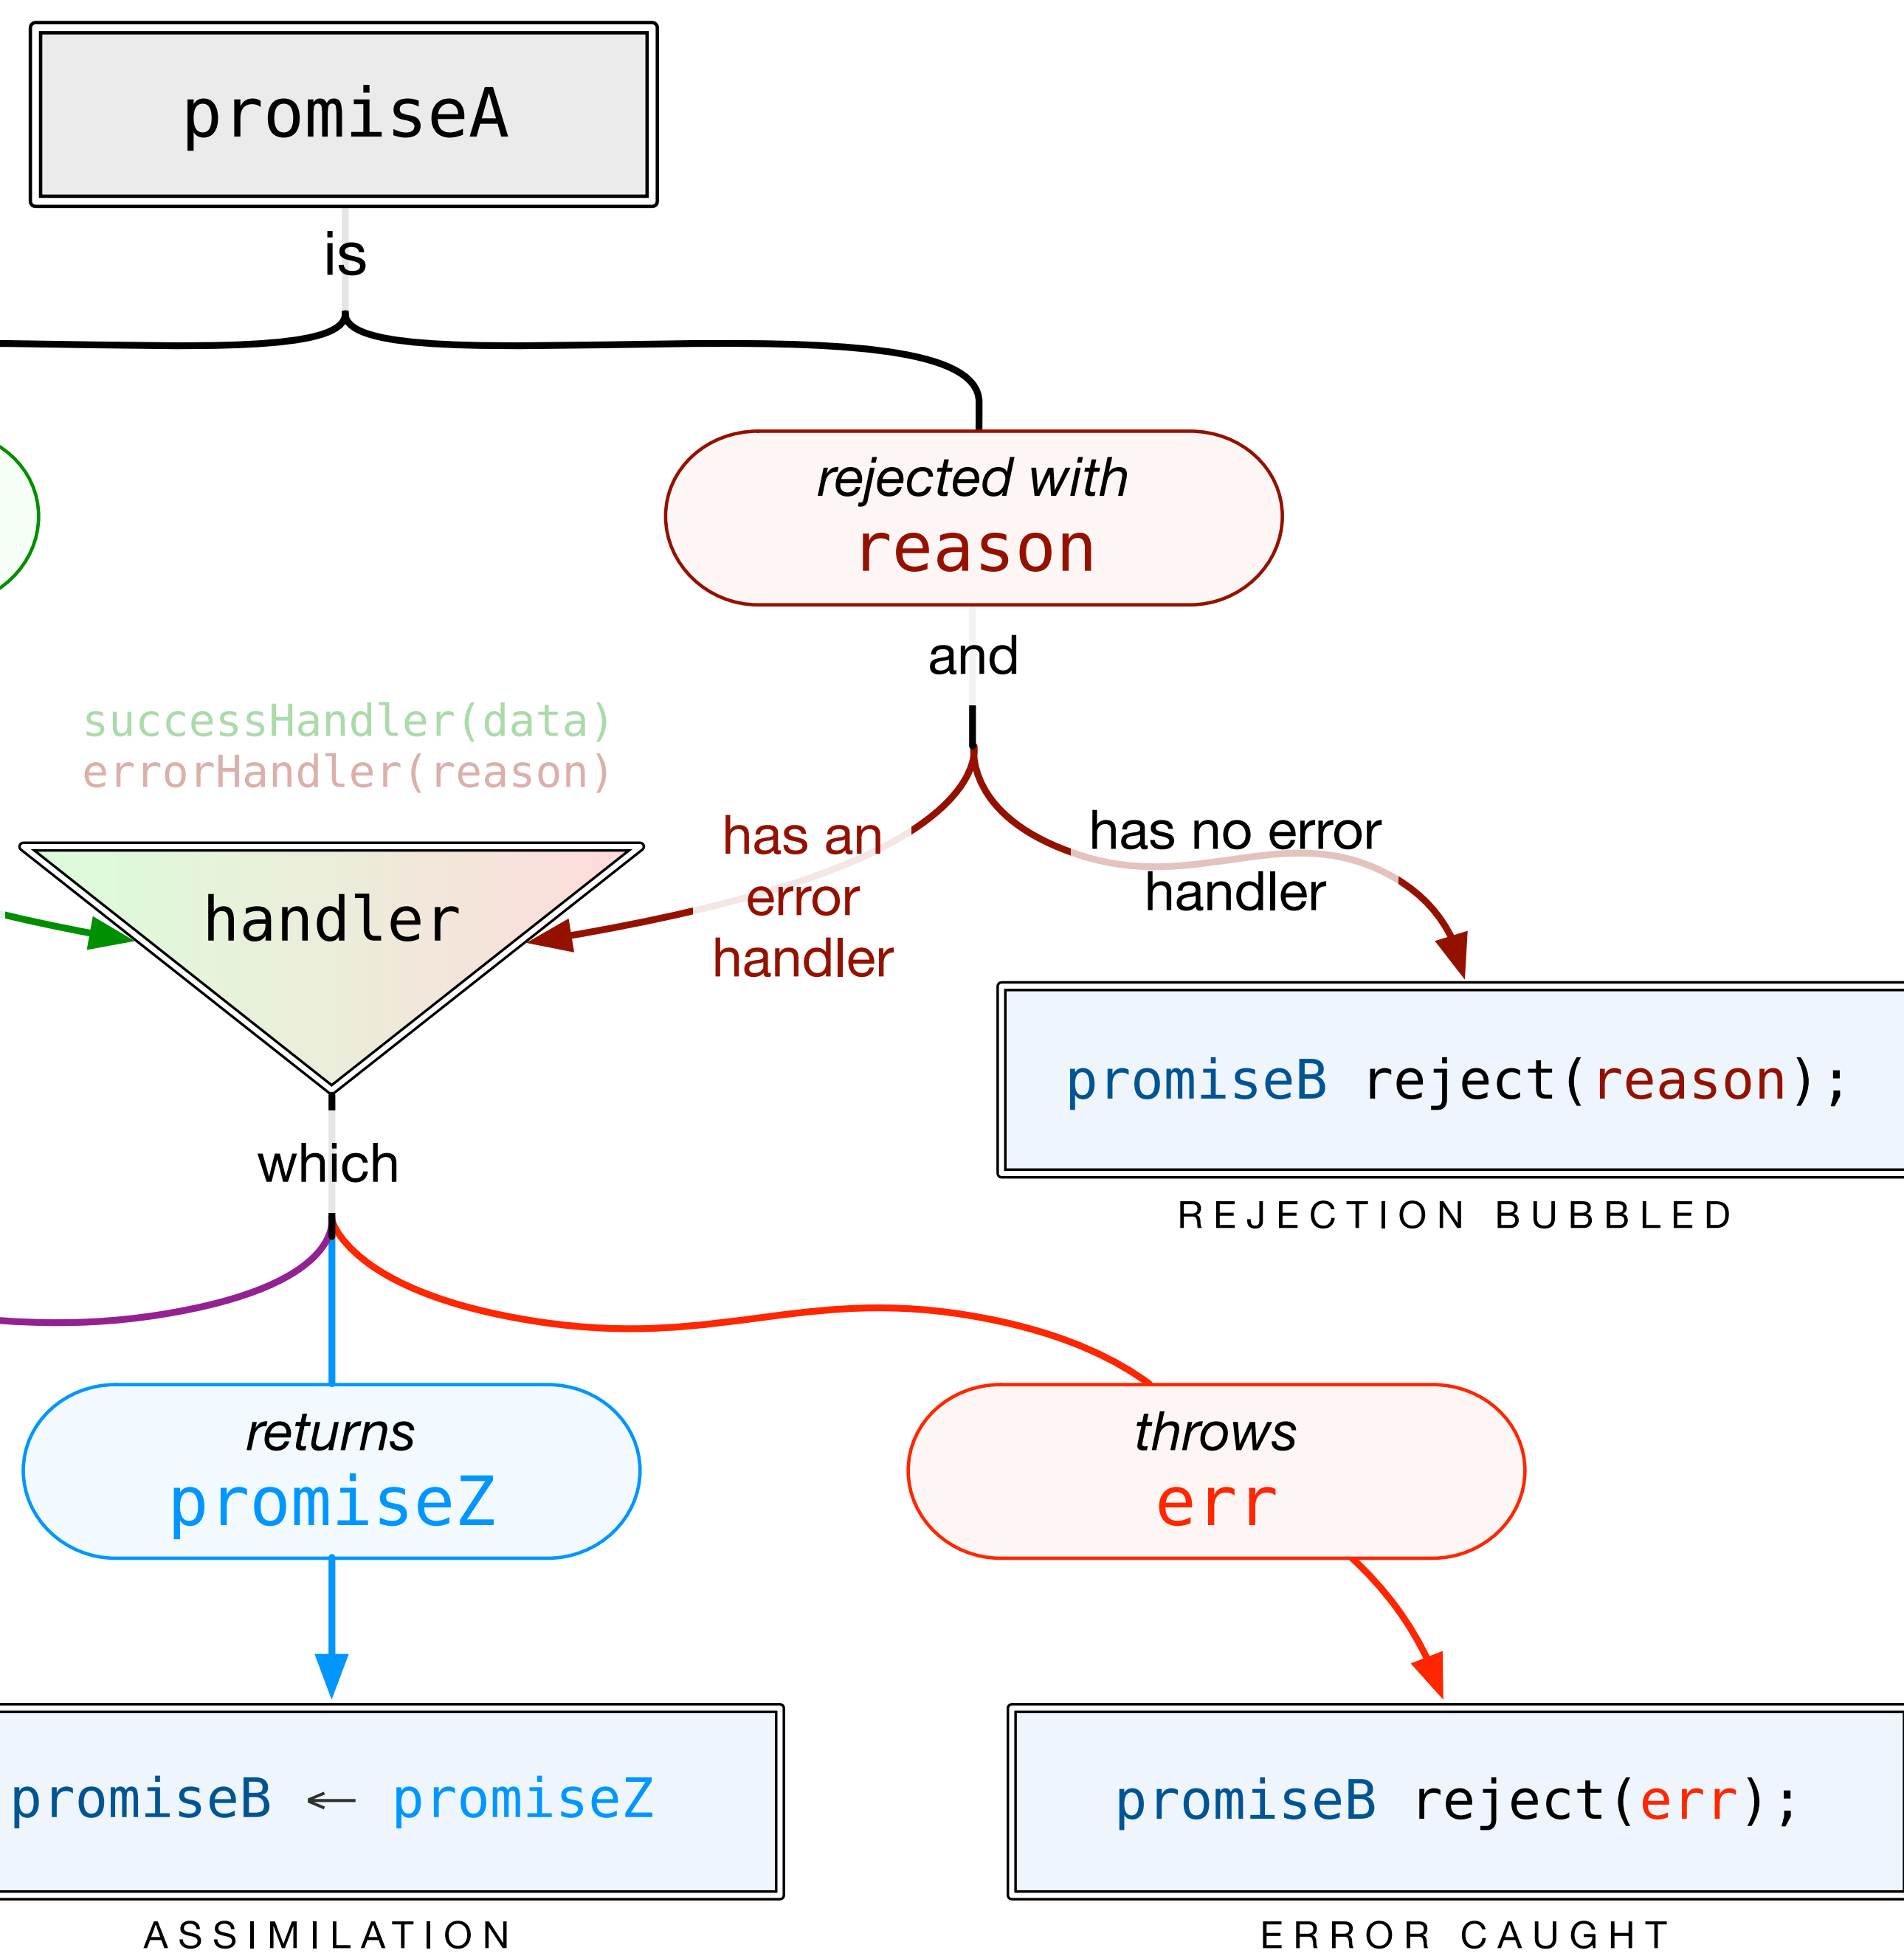 promiseA
is
rejected with
reason
and
successHandler(data)
errorHandler(reason)
has an
error
handler
has no error
handler
handler
promiseB reject(reason);
REJECTION BUBBLED
which
returns
promiseZ
throws
err
promiseB ← promiseZ
ASSIMILATION
promiseB reject(err);
ERROR CAUGHT